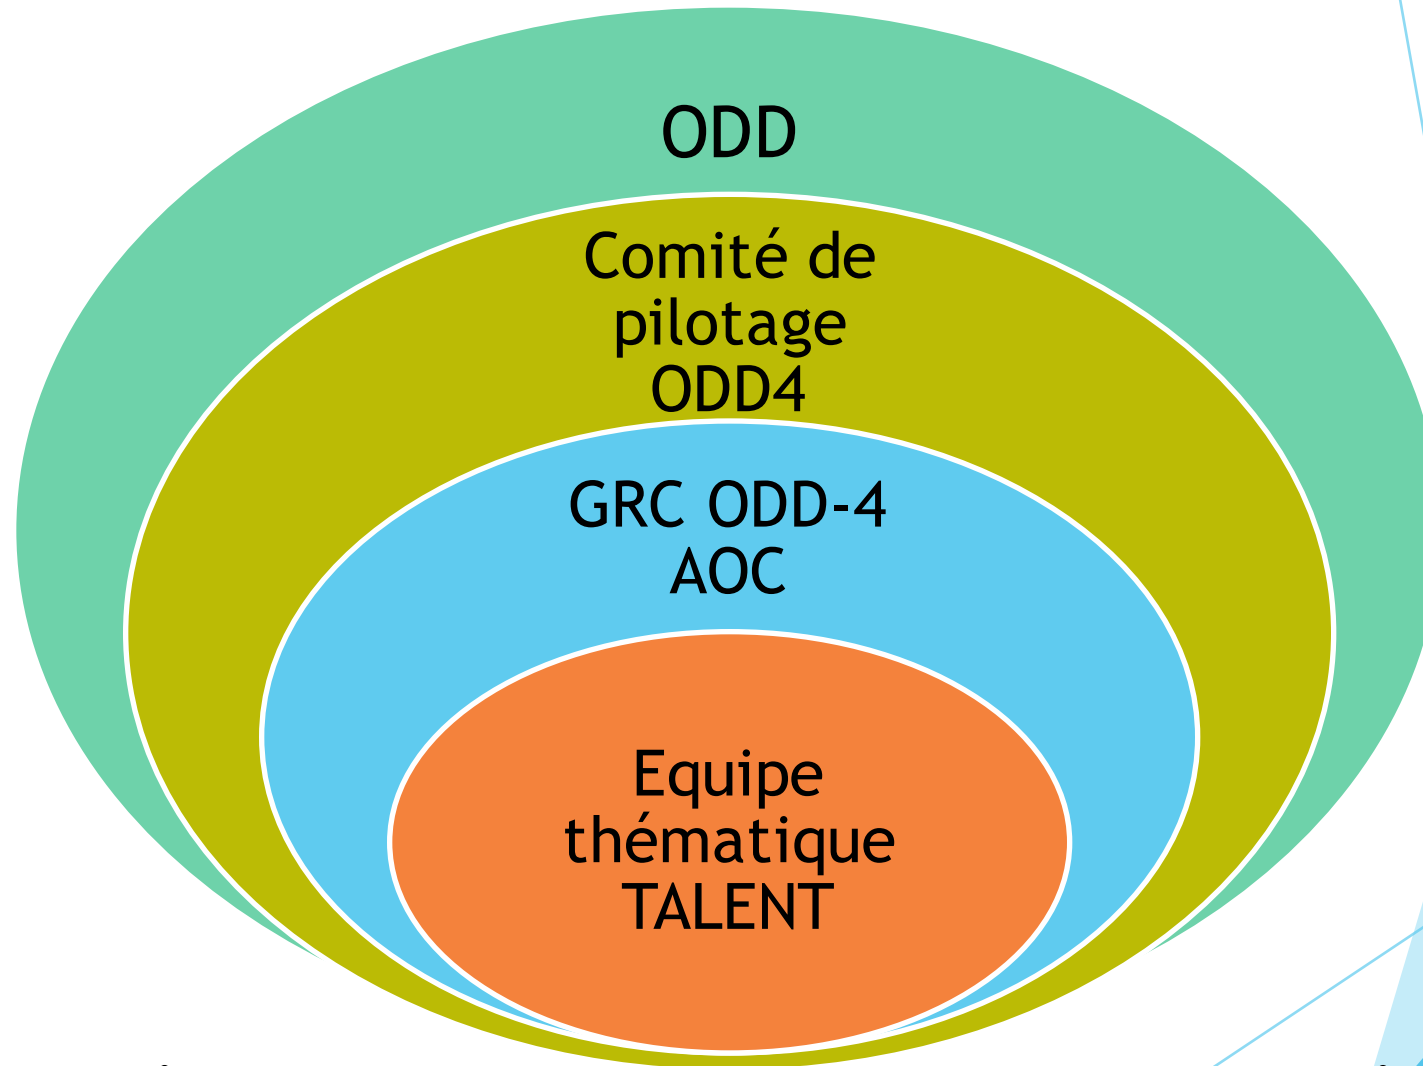 ODD
Comité de
pilotage
ODD4
GRC ODD-4
AOC
Equipe
thématique
TALENT